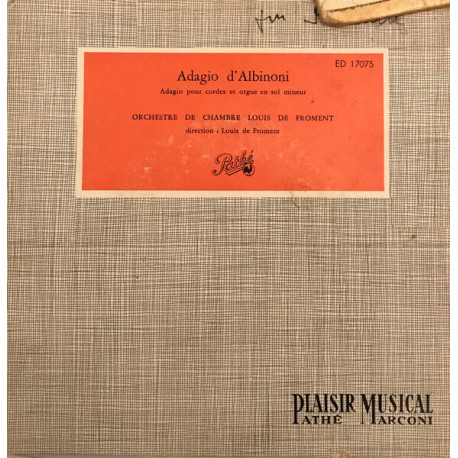 ED 17075
Adagio d'Albinoni
Adagio pour cordes et orgue en sol mineur
ORCHESTRE DE CHAMBRE LOUIS DE FROMENT
direction : Louis de Froment
Pathé
PLAISIR MUSICAL
PATHÉ MARCONI